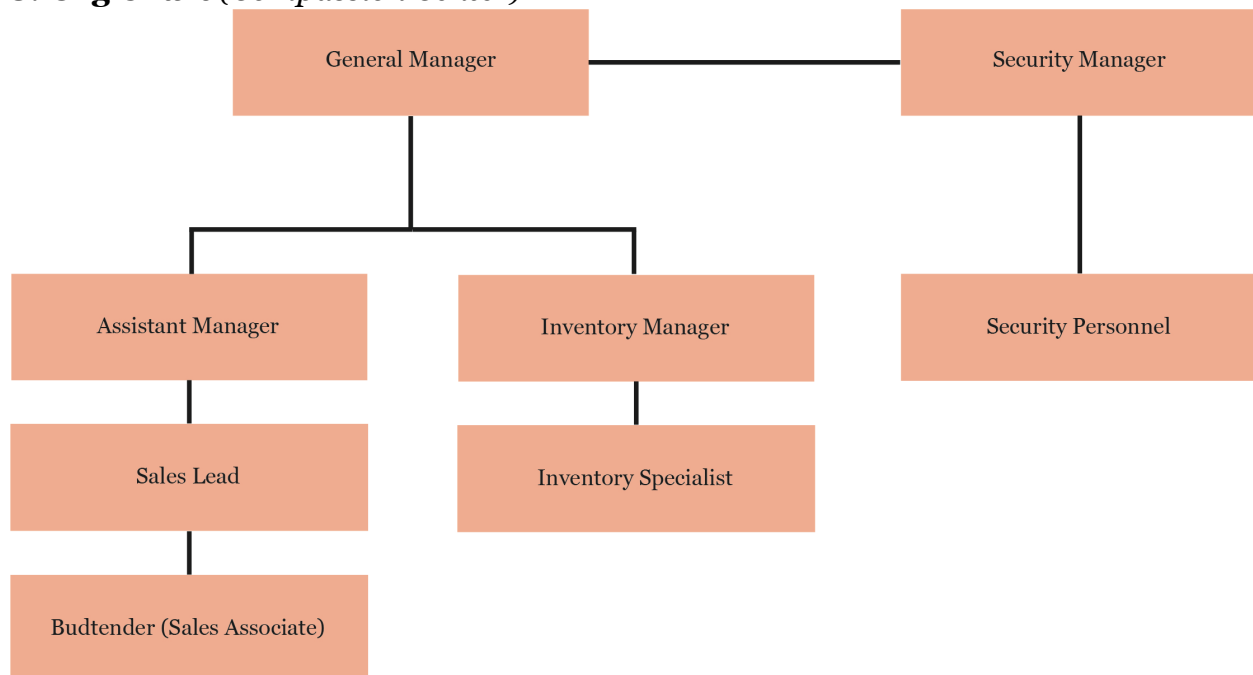 General Manager
Security Manager
Assistant Manager
Inventory Manager
Security Personnel
Sales Lead
Inventory Specialist
Budtender (Sales Associate)